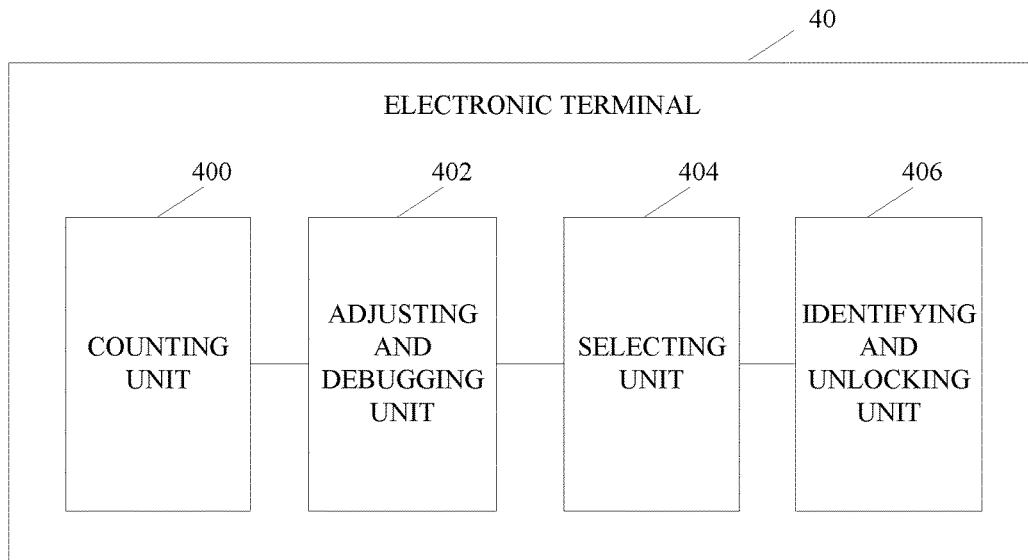 40
ELECTRONIC TERMINAL
400
402
404
406
COUNTING
UNIT
ADJUSTING
AND
DEBUGGING
UNIT
SELECTING
UNIT
IDENTIFYING
AND
UNLOCKING
UNIT